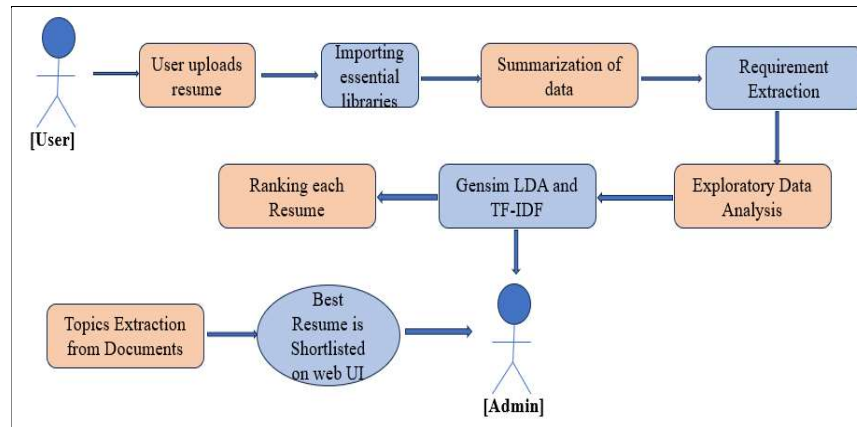 User uploads
resume
Importing
essential
libraries
Summarization of
data
Requirement
Extraction
[User]
Ranking each
Resume
Gensim LDA and
TF-IDF
Exploratory Data
Analysis
Topics Extraction
from Documents
Best
Resume is
Shortlisted
on web UI
[Admin]